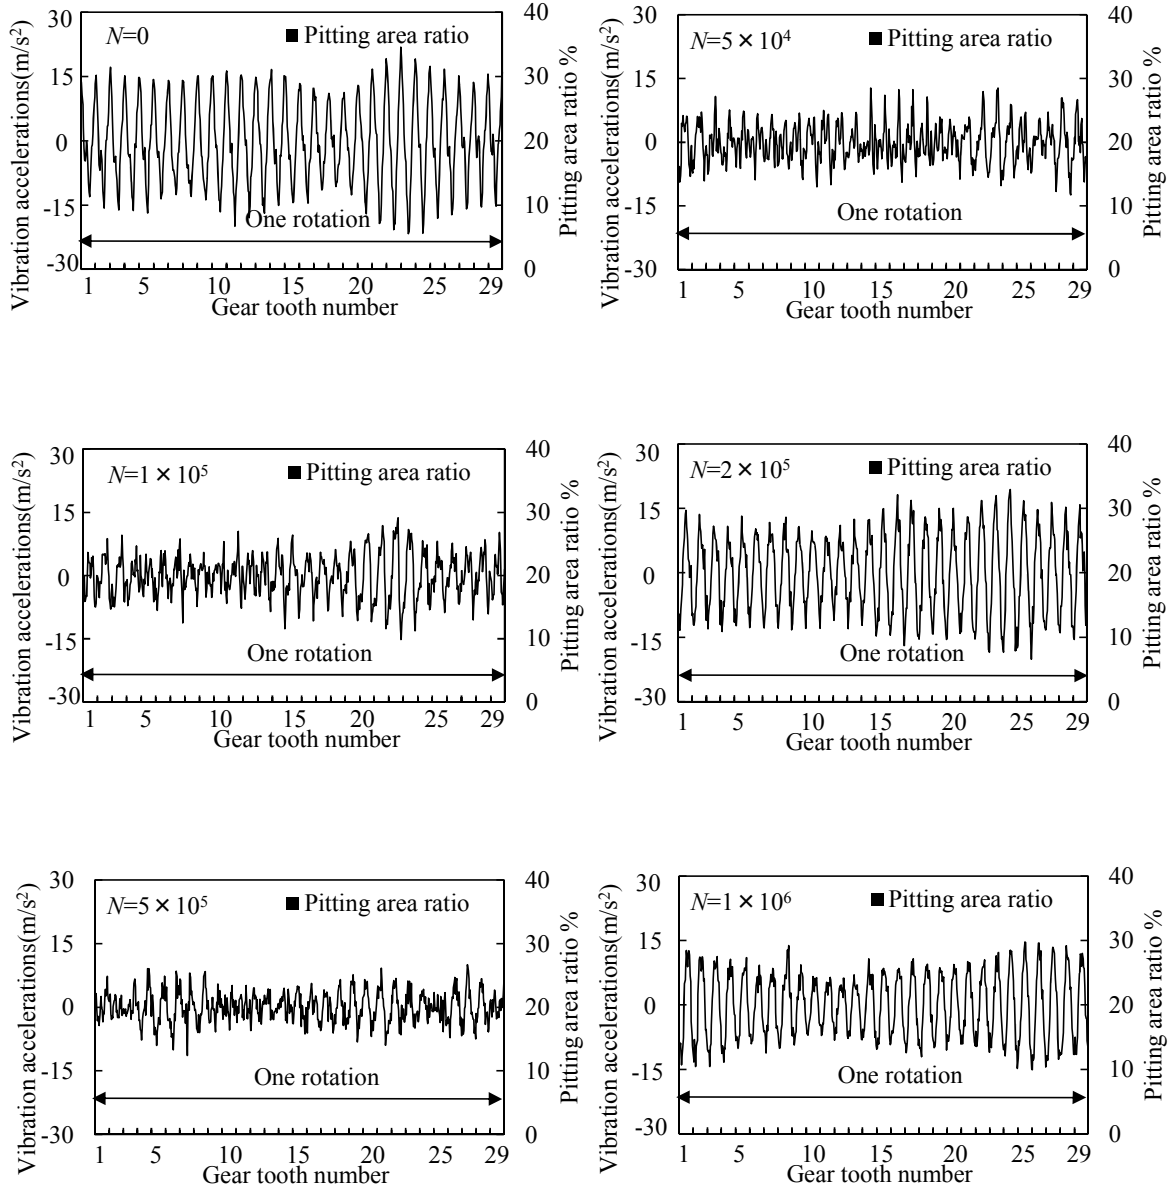 N=0
Pitting area ratio
30
15
0
-15
-30
Vibration accelerations(m/s²)
40
30
20
10
0
Pitting area ratio %
One rotation
1 5 10 15 20 25 29
Gear tooth number
N=5 × 10⁴
Pitting area ratio
30
15
0
-15
-30
Vibration accelerations(m/s²)
40
30
20
10
0
Pitting area ratio %
One rotation
1 5 10 15 20 25 29
Gear tooth number
N=1 × 10⁵
Pitting area ratio
30
15
0
-15
-30
Vibration accelerations(m/s²)
40
30
20
10
0
Pitting area ratio %
One rotation
1 5 10 15 20 25 29
Gear tooth number
N=2 × 10⁵
Pitting area ratio
30
15
0
-15
-30
Vibration accelerations(m/s²)
40
30
20
10
0
Pitting area ratio %
One rotation
1 5 10 15 20 25 29
Gear tooth number
N=5 × 10⁵
Pitting area ratio
30
15
0
-15
-30
Vibration accelerations(m/s²)
40
30
20
10
0
Pitting area ratio %
One rotation
1 5 10 15 20 25 29
Gear tooth number
N=1 × 10⁶
Pitting area ratio
30
15
0
-15
-30
Vibration accelerations(m/s²)
40
30
20
10
0
Pitting area ratio %
One rotation
1 5 10 15 20 25 29
Gear tooth number